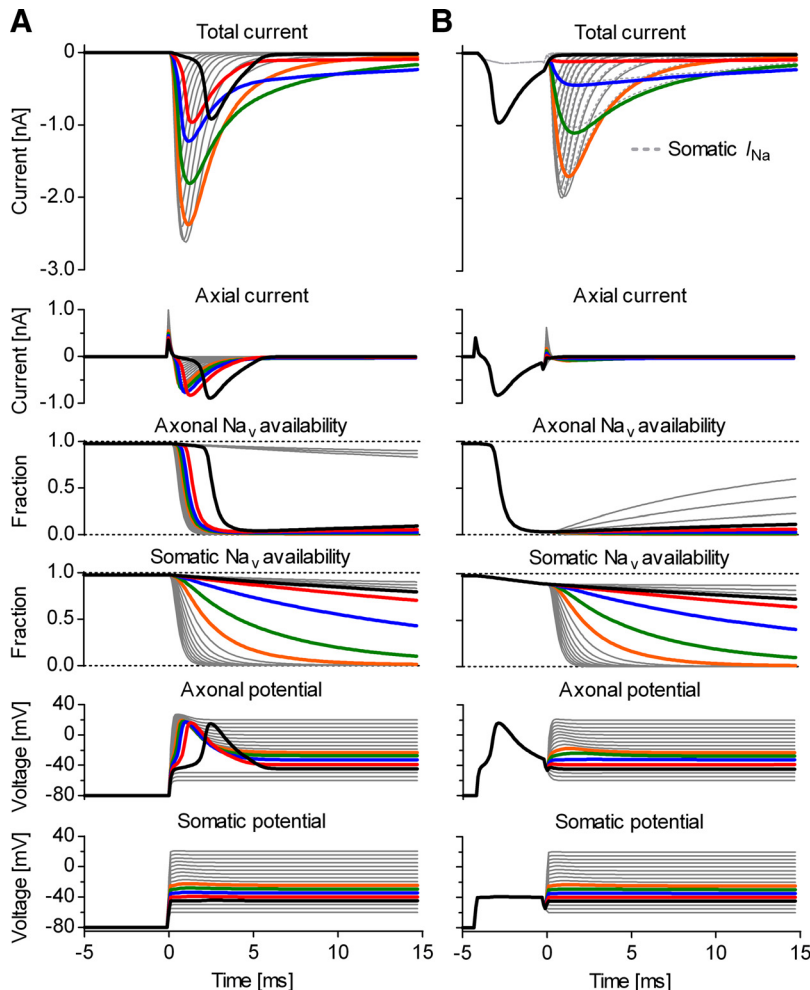 A
B
Total current
Total current
Current [nA]
0
-1.0
-2.0
-3.0
Somatic I_Na
Axial current
Axial current
Current [nA]
1.0
0
-1.0
Axonal Na_v availability
Axonal Na_v availability
Fraction
1.0
0.5
0.0
Somatic Na_v availability
Somatic Na_v availability
Fraction
1.0
0.5
0.0
Axonal potential
Axonal potential
Voltage [mV]
40
0
-40
-80
Somatic potential
Somatic potential
Voltage [mV]
40
0
-40
-80
-5 0 5 10 15
-5 0 5 10 15
Time [ms]
Time [ms]